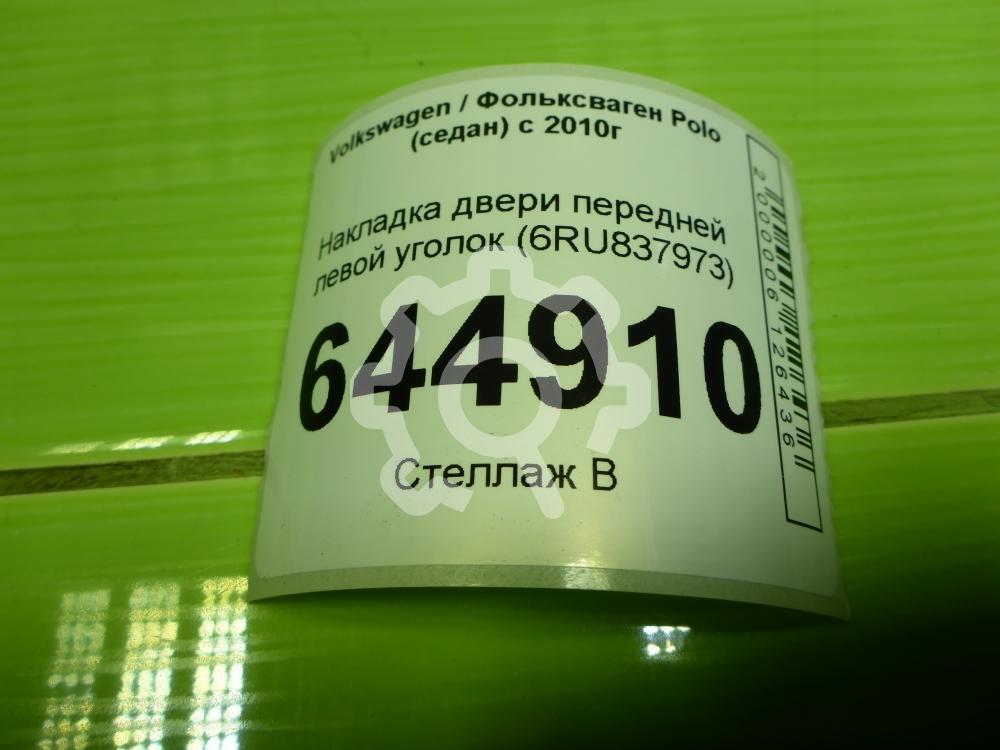 Volkswagen / Фольксваген Polo
(седан) с 2010г
Накладка двери передней
левой уголок (6RU837973)
644910
Стеллаж В
2000006126436